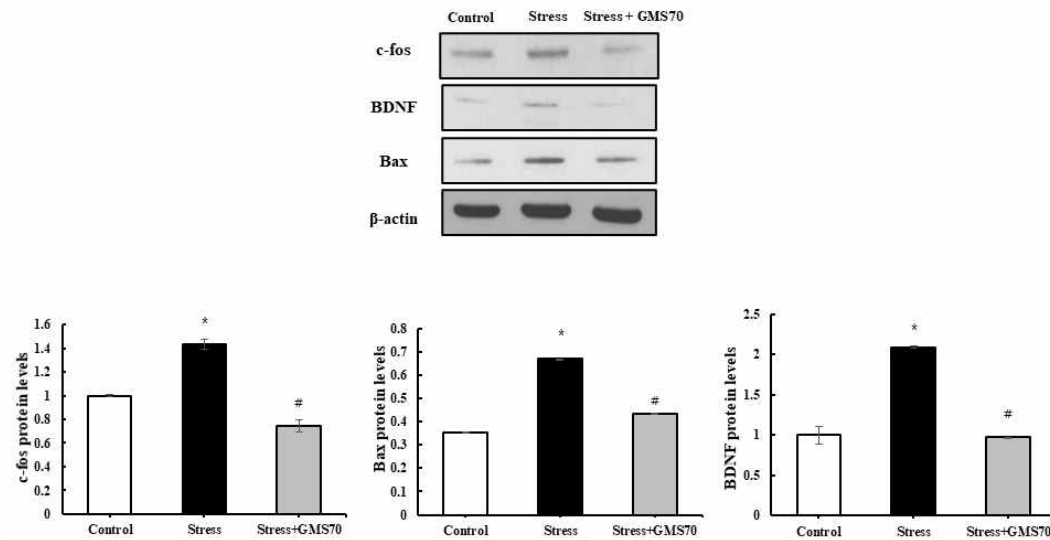 Control Stress Stress + GMS70
c-fos
BDNF
Bax
β-actin
c-fos protein levels
1.6
1.4
1.2
1
0.8
0.6
0.4
0.2
0
*
#
Control Stress Stress+GMS70
Bax protein levels
0.8
0.7
0.6
0.5
0.4
0.3
0.2
0.1
0
*
#
Control Stress Stress+GMS70
BDNF protein levels
2.5
2
1.5
1
0.5
0
*
#
Control Stress Stress+GMS70